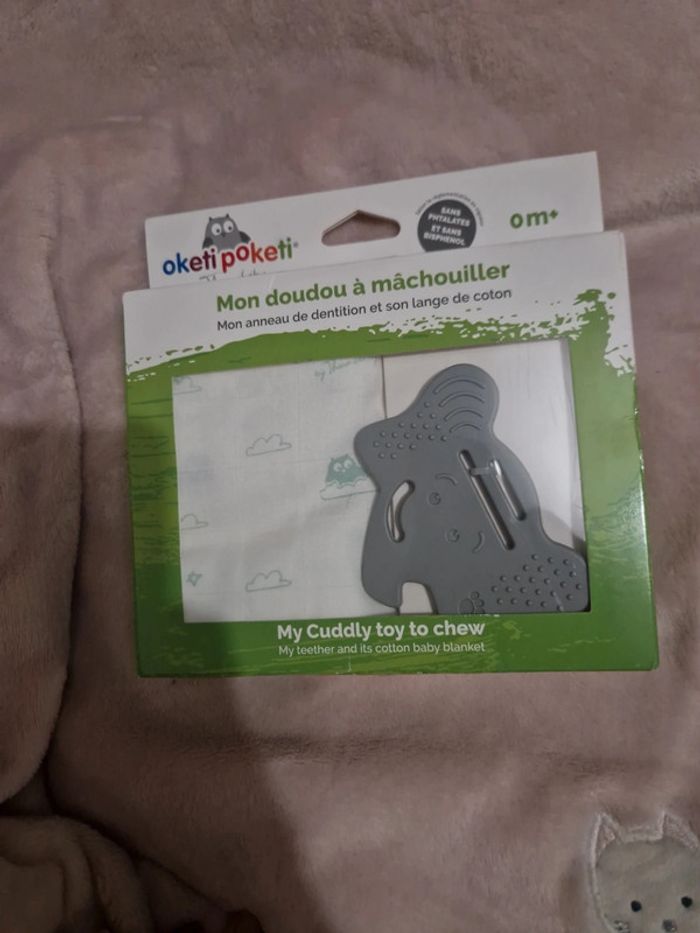 SANS
PHTALATES
ET SANS
BISPHENOL
0m+
oketi poketi®
Mon doudou à mâchouiller
Mon anneau de dentition et son lange de coton
My Cuddly toy to chew
My teether and its cotton baby blanket